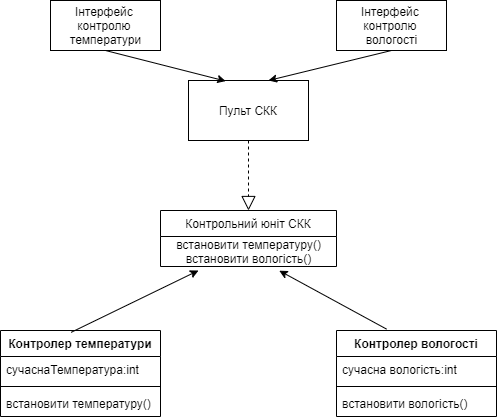 Інтерфейс
контролю
температури
Інтерфейс
контролю
вологості
Пульт СКК
Контрольний юніт СКК
встановити температуру()
встановити вологість()
Контролер температури
сучаснаТемпература:int
встановити температуру()
Контролер вологості
сучасна вологість:int
встановити вологість()